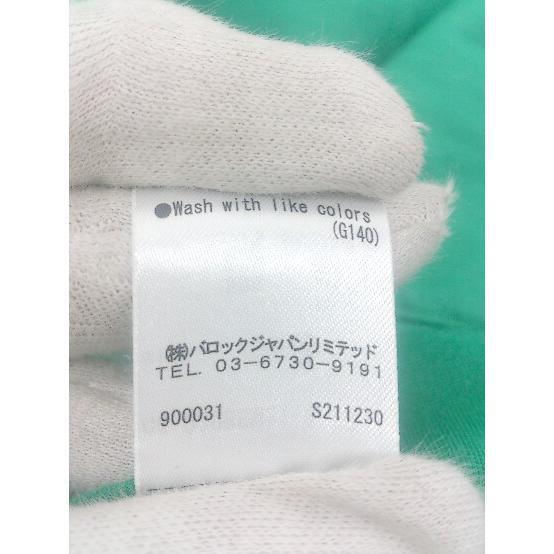 ●Wash with like colors
(G140)
㈱バロックジャパンリミテッド
TEL. 03-6730-9191
900031 S211230